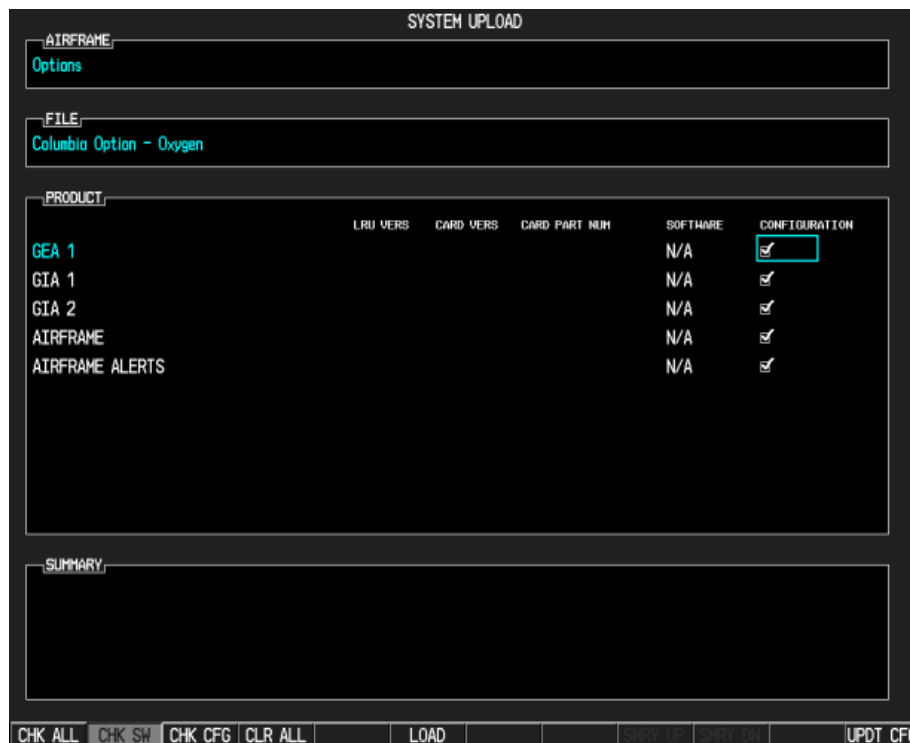 SYSTEM UPLOAD
AIRFRAME
Options
FILE
Columbia Option - Oxygen
PRODUCT
LRU VERS CARD VERS CARD PART NUM SOFTWARE CONFIGURATION
GEA 1 N/A
GIA 1 N/A
GIA 2 N/A
AIRFRAME N/A
AIRFRAME ALERTS N/A
SUMMARY
CHK ALL CHK SW CHK CFG CLR ALL LOAD SMRY UP SMRY DN UPDT CFG